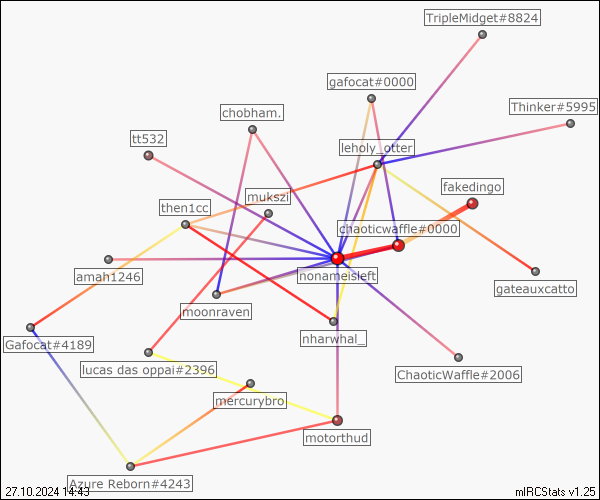 TripleMidget#8824
gafocat#0000
Thinker#5995
chobham.
tt532
leholy_otter
fakedingo
mukszi
then1cc
chaoticwaffle#0000
amah1246
nonameisleft
gateauxcatto
moonraven
nharwhal_
Gafocat#4189
lucas das oppai#2396
ChaoticWaffle#2006
mercurybro
motorthud
Azure Reborn#4243
27.10.2024 14:43
mIRCStats v1.25